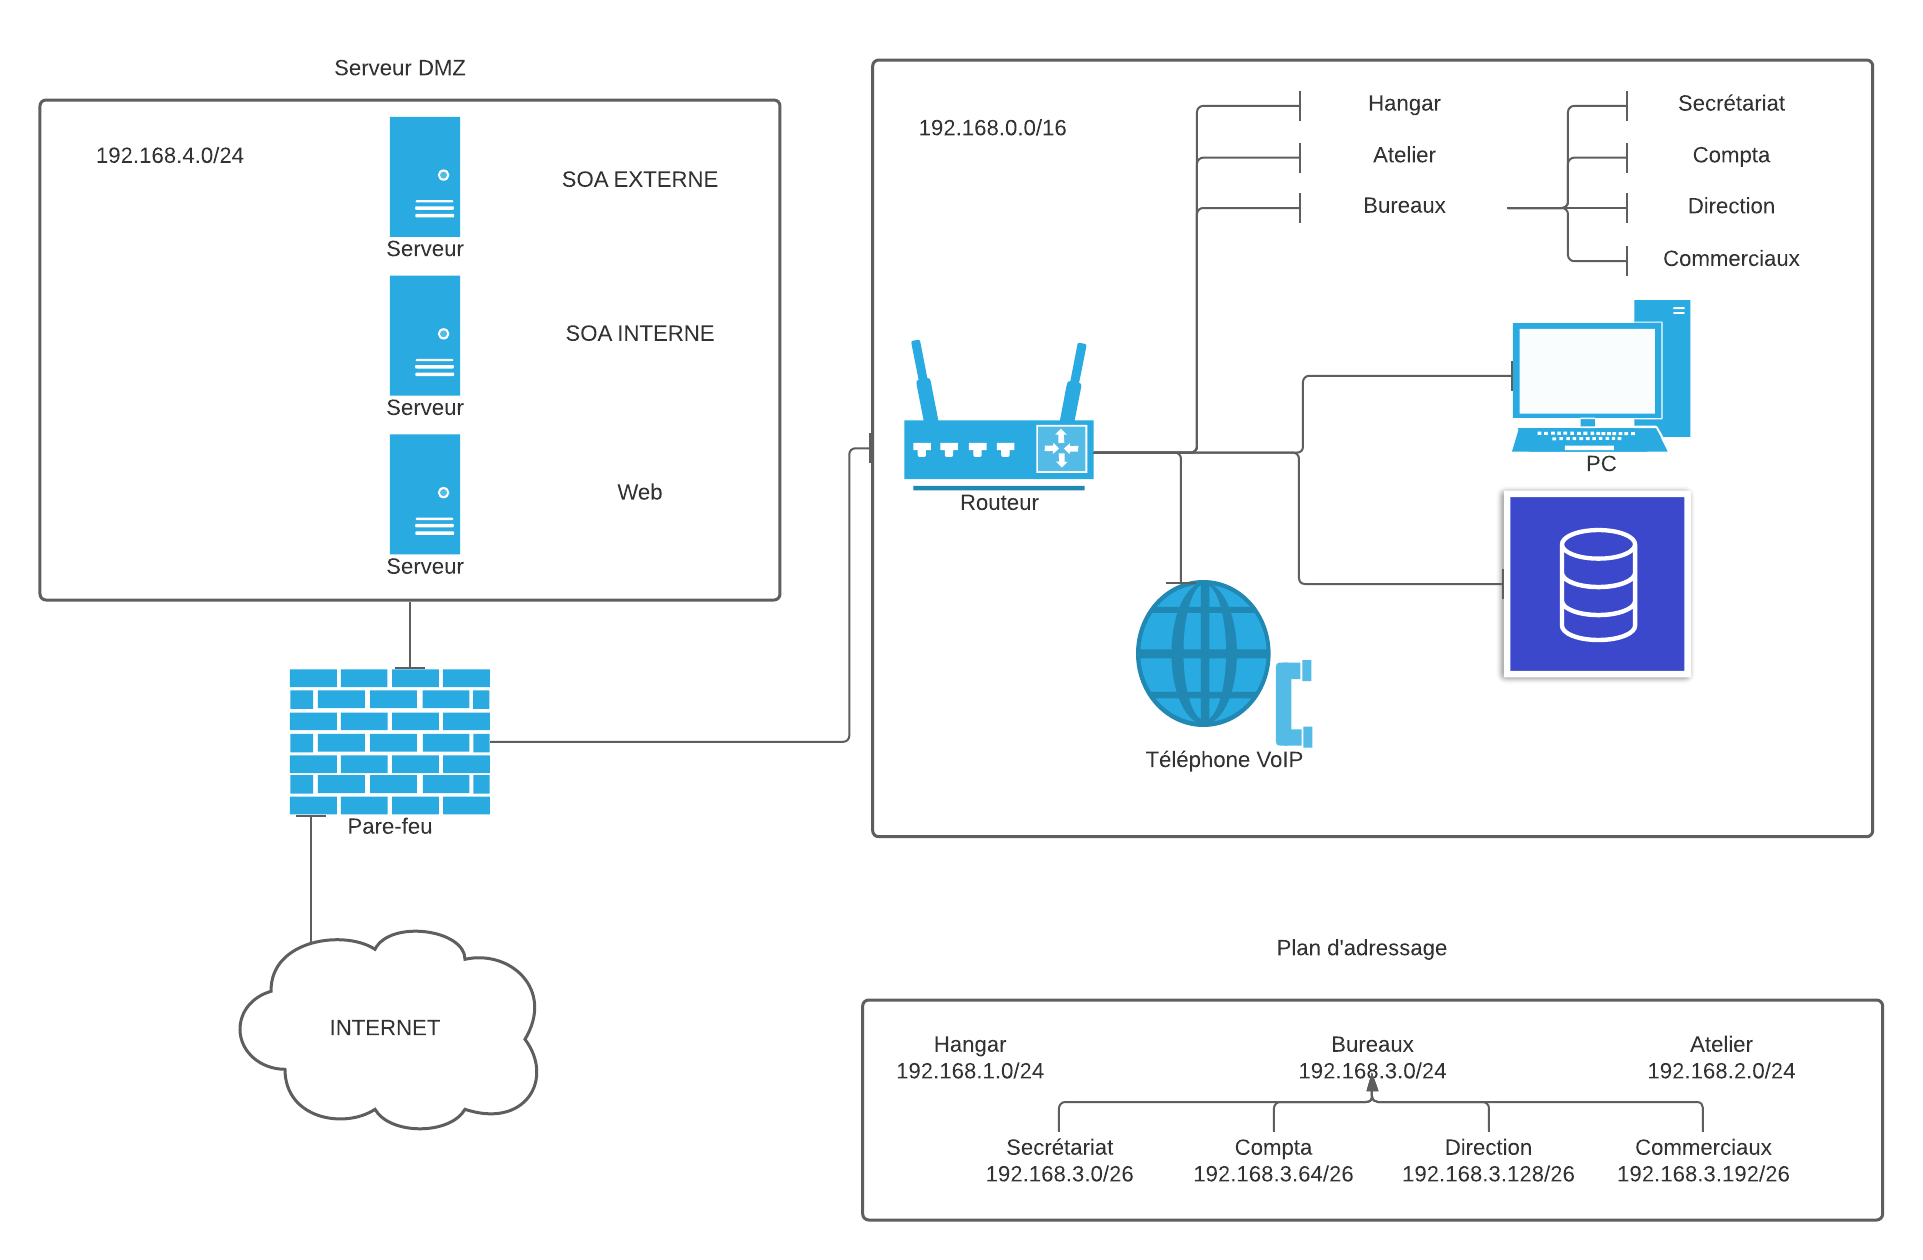 Serveur DMZ
192.168.4.0/24
SOA EXTERNE
Serveur
SOA INTERNE
Serveur
Web
Serveur
Pare-feu
INTERNET
192.168.0.0/16
Hangar
Atelier
Bureaux
Secrétariat
Compta
Direction
Commerciaux
Routeur
PC
Téléphone VoIP
Plan d'adressage
Hangar
192.168.1.0/24
Bureaux
192.168.3.0/24
Atelier
192.168.2.0/24
Secrétariat
192.168.3.0/26
Compta
192.168.3.64/26
Direction
192.168.3.128/26
Commerciaux
192.168.3.192/26